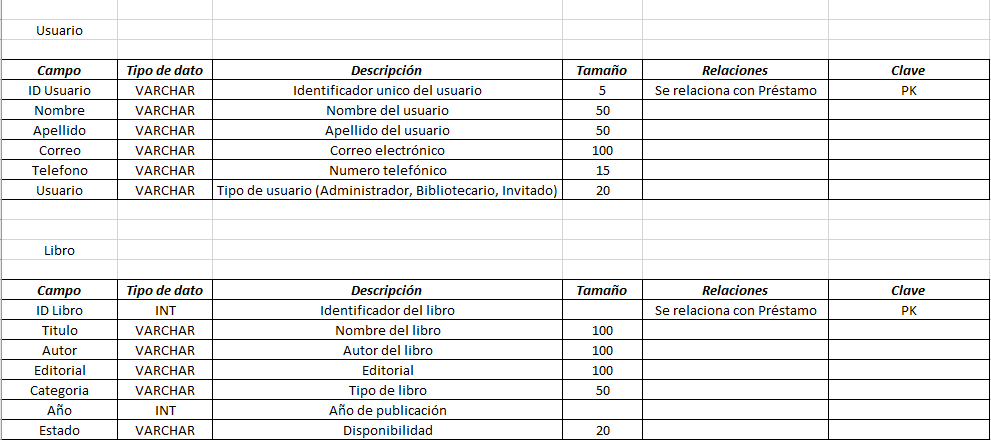 Usuario
Campo Tipo de dato Descripción Tamaño Relaciones Clave
ID Usuario VARCHAR Identificador unico del usuario 5 Se relaciona con Préstamo PK
Nombre VARCHAR Nombre del usuario 50
Apellido VARCHAR Apellido del usuario 50
Correo VARCHAR Correo electrónico 100
Telefono VARCHAR Numero telefónico 15
Usuario VARCHAR Tipo de usuario (Administrador, Bibliotecario, Invitado) 20
Libro
Campo Tipo de dato Descripción Tamaño Relaciones Clave
ID Libro INT Identificador del libro Se relaciona con Préstamo PK
Titulo VARCHAR Nombre del libro 100
Autor VARCHAR Autor del libro 100
Editorial VARCHAR Editorial 100
Categoria VARCHAR Tipo de libro 50
Año INT Año de publicación
Estado VARCHAR Disponibilidad 20